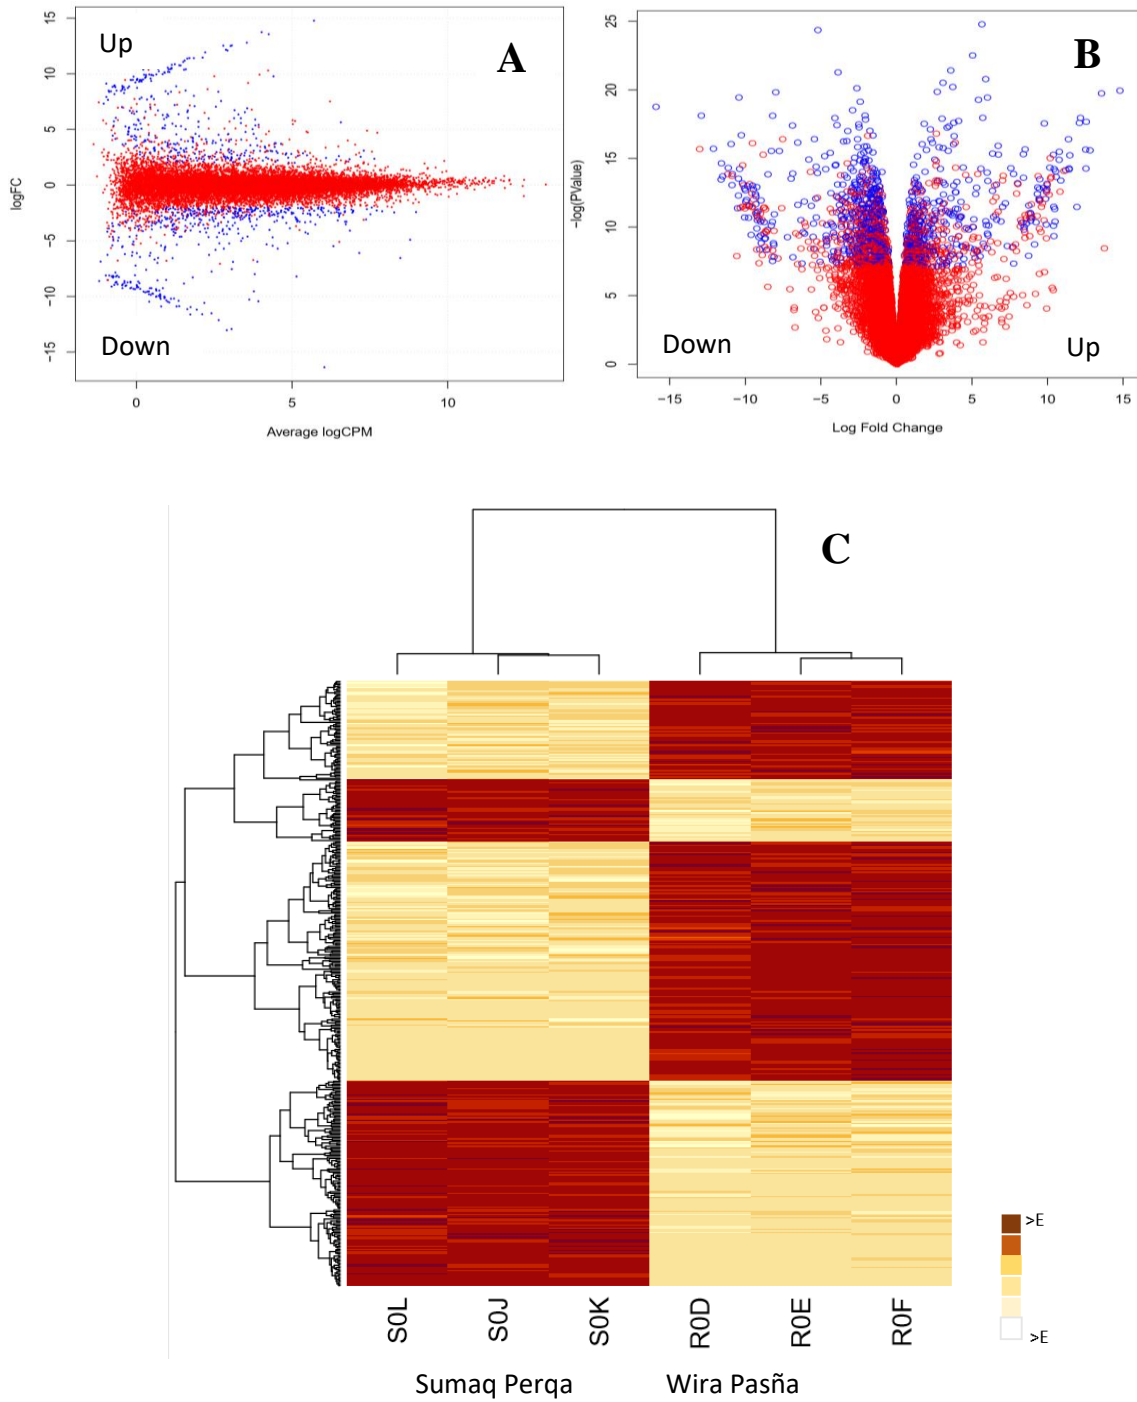 Up
A
Down
15
10
5
0
−5
−10
−15
logFC
0
5
10
Average logCPM
B
Down
Up
25
20
15
10
5
0
−log(PValue)
−15
−10
−5
0
5
10
15
Log Fold Change
C
S0L
S0J
S0K
R0D
R0E
R0F
Sumaq Perqa
Wira Pasña
>E
>E